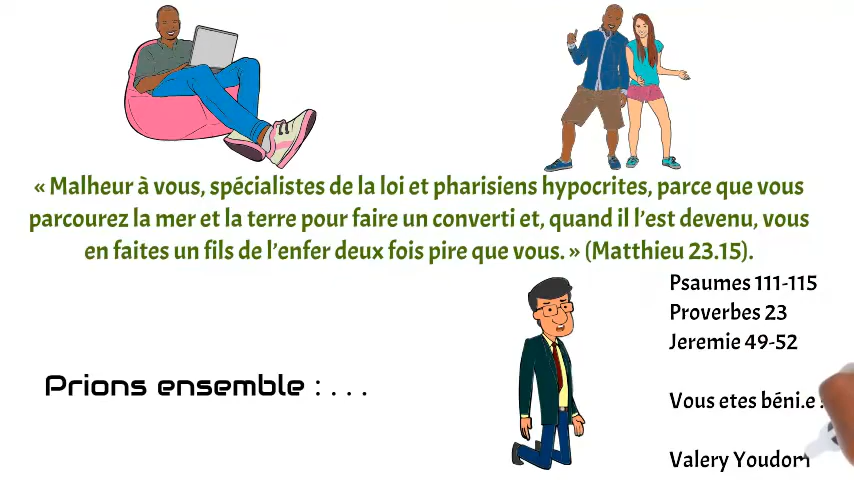 « Malheur à vous, spécialistes de la loi et pharisiens hypocrites, parce que vous
parcourez la mer et la terre pour faire un converti et, quand il l’est devenu, vous
en faites un fils de l’enfer deux fois pire que vous. » (Matthieu 23.15).
Psaumes 111-115
Proverbes 23
Jeremie 49-52
Prions ensemble : . . .
Vous etes béni.e !
Valery